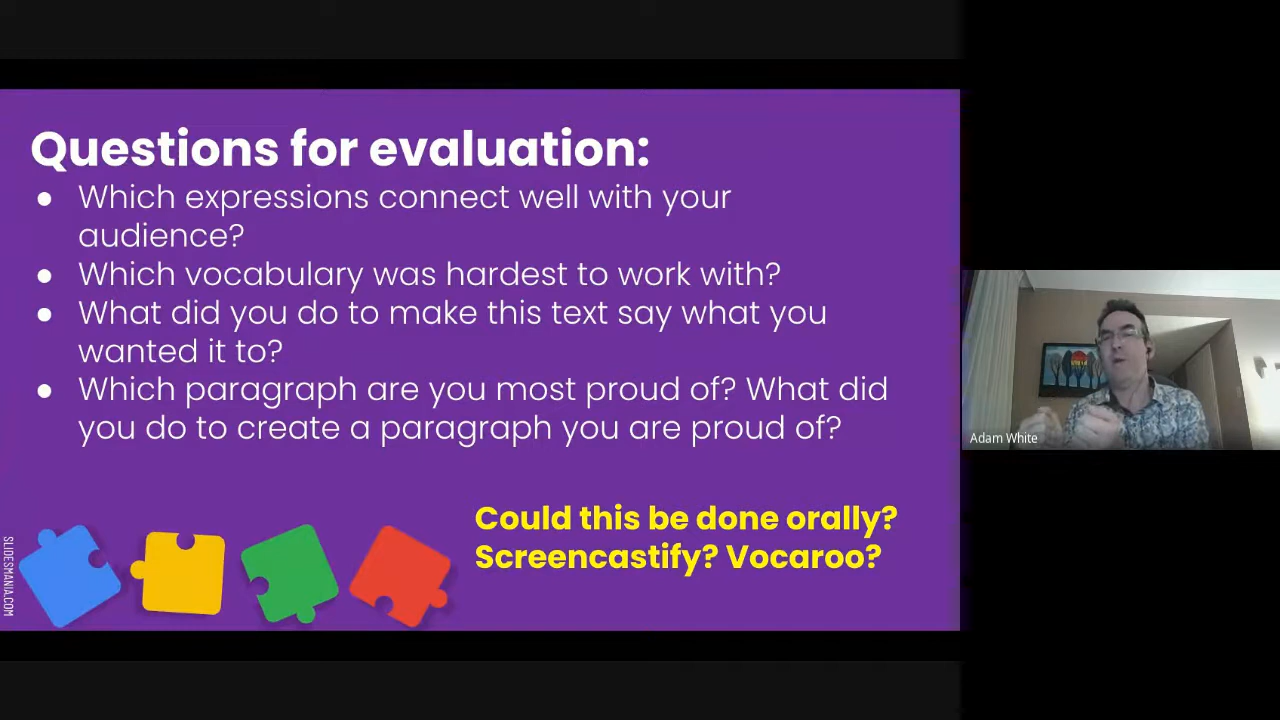 Questions for evaluation:
● Which expressions connect well with your
audience?
● Which vocabulary was hardest to work with?
● What did you do to make this text say what you
wanted it to?
● Which paragraph are you most proud of? What did
you do to create a paragraph you are proud of?
Could this be done orally?
Screencastify? Vocaroo?
SLIDESMANIA.COM
Adam White